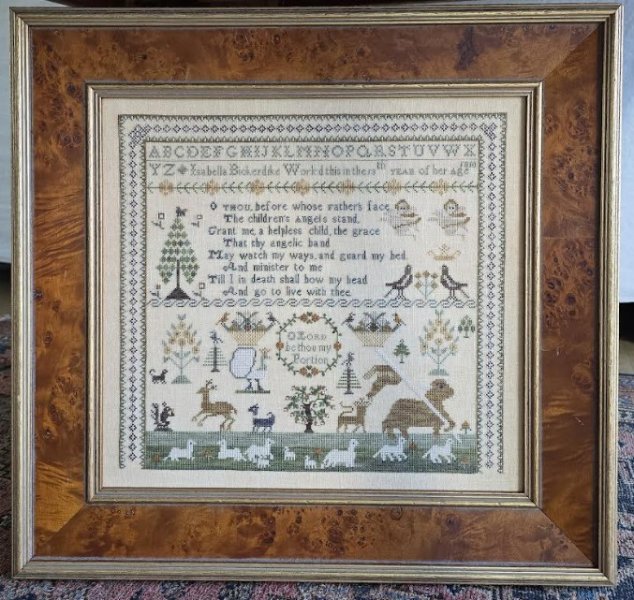 ABCDEFGHIJKLMNOPQRSTUVWX
YZ Ysabella Bickerdike Work'd this in the 8th year of her age
O THOU, before whose father's face
The children's angels stand,
Grant me, a helpless child, the grace
That thy angelic band
May watch my ways, and guard my bed,
And minister to me
Till I in death shall bow my head
And go to live with thee.
O LORD
be thou my
Portion